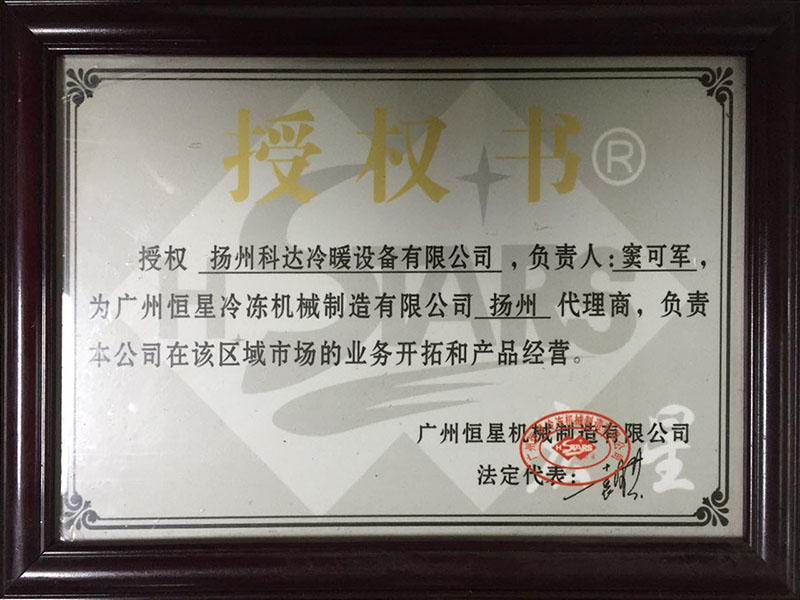 授权书®
授权 扬州科达冷暖设备有限公司 ,负责人:窦可军,
为广州恒星冷冻机械制造有限公司 扬州 代理商,负责
本公司在该区域市场的业务开拓和产品经营。
HSTARS
广州恒星机械制造有限公司
法定代表:
星